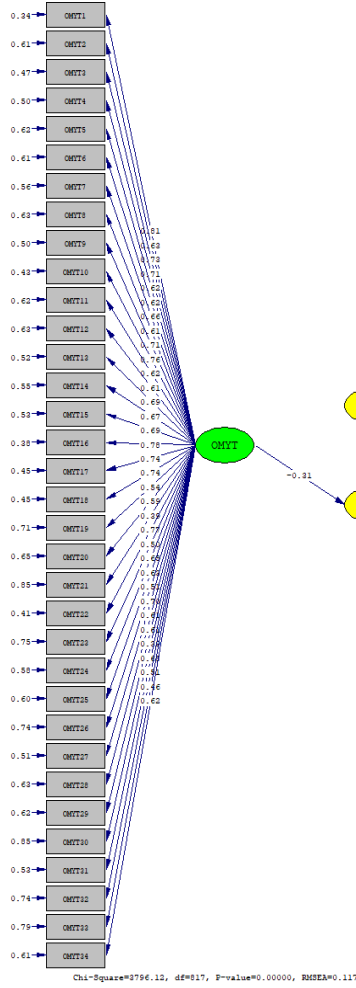 0.34 OMYT1
0.61 OMYT2
0.47 OMYT3
0.50 OMYT4
0.62 OMYT5
0.61 OMYT6
0.56 OMYT7
0.63 OMYT8
0.50 OMYT9
0.43 OMYT10
0.62 OMYT11
0.63 OMYT12
0.52 OMYT13
0.55 OMYT14
0.53 OMYT15
0.38 OMYT16
0.45 OMYT17
0.45 OMYT18
0.71 OMYT19
0.65 OMYT20
0.85 OMYT21
0.41 OMYT22
0.75 OMYT23
0.58 OMYT24
0.60 OMYT25
0.74 OMYT26
0.51 OMYT27
0.63 OMYT28
0.62 OMYT29
0.85 OMYT30
0.53 OMYT31
0.74 OMYT32
0.79 OMYT33
0.61 OMYT34
0.81
0.63
0.73
0.71
0.62
0.62
0.66
0.61
0.71
0.76
0.62
0.61
0.69
0.67
0.69
0.78
0.74
0.74
0.54
0.59
0.39
0.77
0.50
0.46
0.62
OMYT
-0.31
Chi-Square=3796.12, df=817, P-value=0.00000, RMSEA=0.117